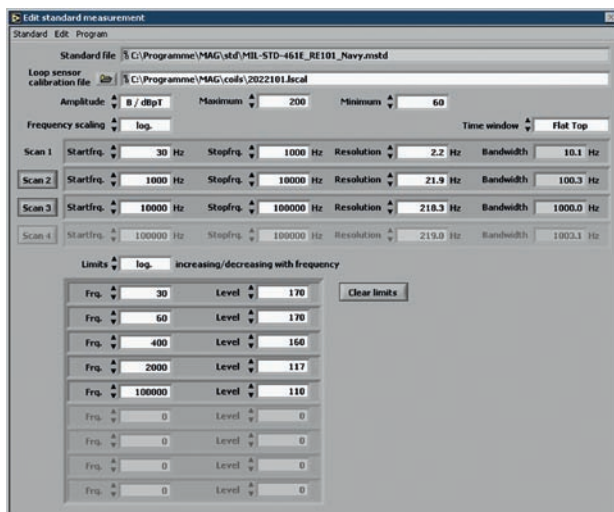 Edit standard measurement
Standard Edit Program
Standard file C:\Programme\MAG\std\MIL-STD-461E_RE101_Navy.mstd
Loop sensor
calibration file C:\Programme\MAG\coils\2022101.lscal
Amplitude B / dBpT Maximum 200 Minimum 60
Frequency scaling log. Time window Flat Top
Scan 1 Startfrq. 30 Hz Stopfrq. 1000 Hz Resolution 2.2 Hz Bandwidth 10.1 Hz
Scan 2 Startfrq. 1000 Hz Stopfrq. 10000 Hz Resolution 21.9 Hz Bandwidth 100.3 Hz
Scan 3 Startfrq. 10000 Hz Stopfrq. 100000 Hz Resolution 218.3 Hz Bandwidth 1000.0 Hz
Scan 4 Startfrq. 100000 Hz Stopfrq. 100000 Hz Resolution 219.0 Hz Bandwidth 1003.1 Hz
Limits log. increasing/decreasing with frequency
Frq. 30 Level 170 Clear limits
Frq. 60 Level 170
Frq. 400 Level 160
Frq. 2000 Level 117
Frq. 100000 Level 110
Frq. 0 Level 0
Frq. 0 Level 0
Frq. 0 Level 0
Frq. 0 Level 0